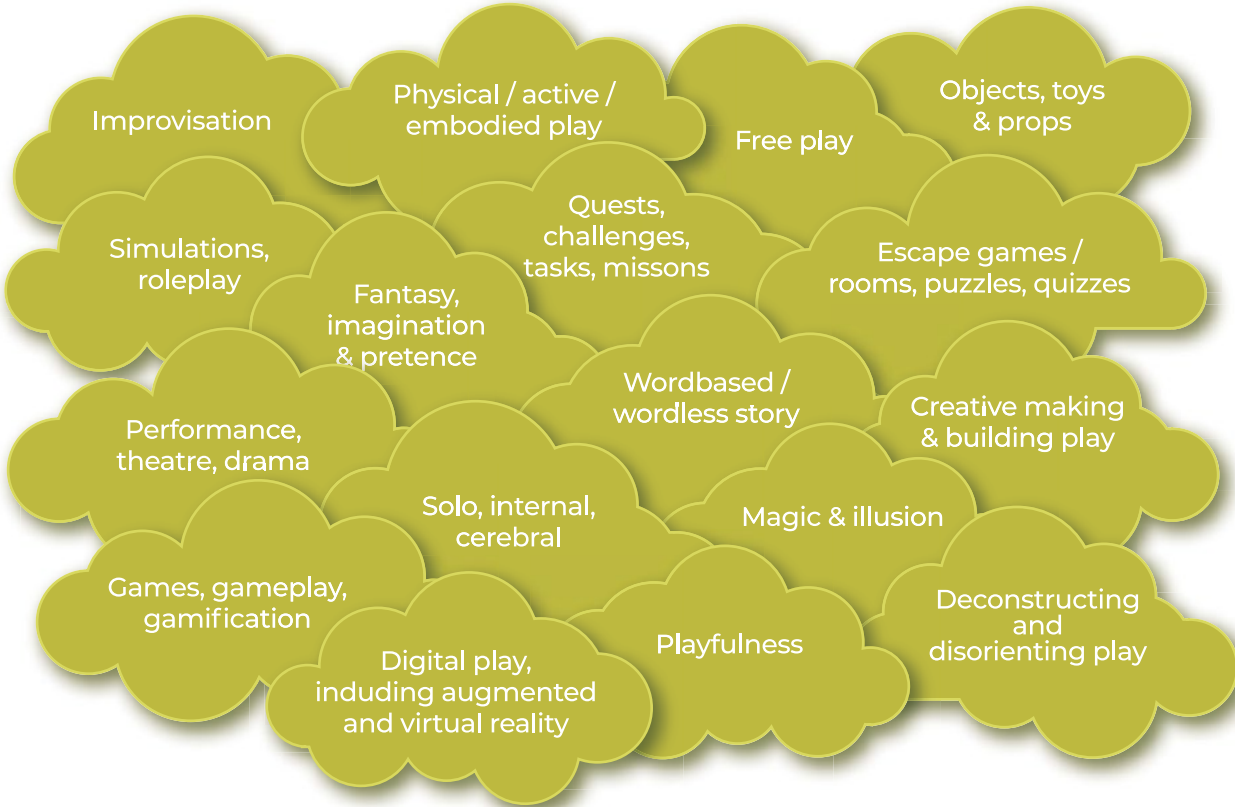 Improvisation
Physical / active /
embodied play
Free play
Objects, toys
& props
Simulations,
roleplay
Quests,
challenges,
tasks, missons
Escape games /
rooms, puzzles, quizzes
Fantasy,
imagination
& pretence
Wordbased /
wordless story
Creative making
& building play
Performance,
theatre, drama
Solo, internal,
cerebral
Magic & illusion
Games, gameplay,
gamification
Digital play,
induding augmented
and virtual reality
Playfulness
Deconstructing
and
disorienting play